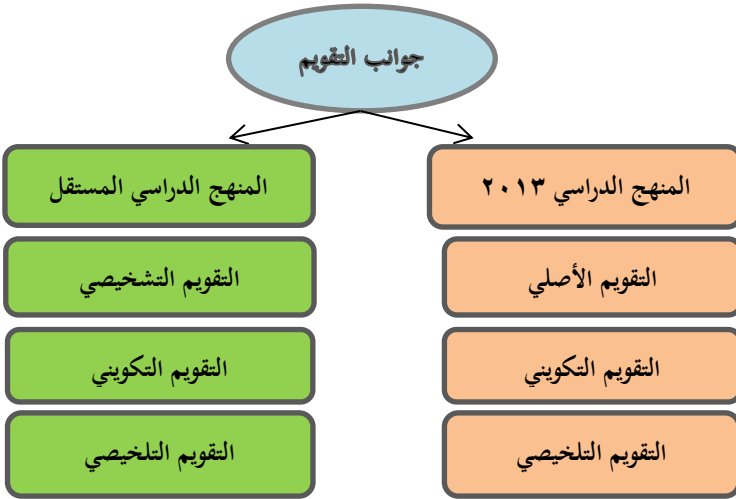 جوانب التقويم
المنهج الدراسي ٢٠١٣
المنهج الدراسي المستقل
التقويم الأصلي
التقويم التشخيصي
التقويم التكويني
التقويم التكويني
التقويم التلخيصي
التقويم التلخيصي